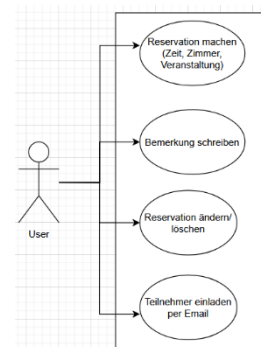 Reservation machen
(Zeit, Zimmer,
Veranstaltung)
Bemerkung schreiben
User
Reservation ändern/
löschen
Teilnehmer einladen
per Email